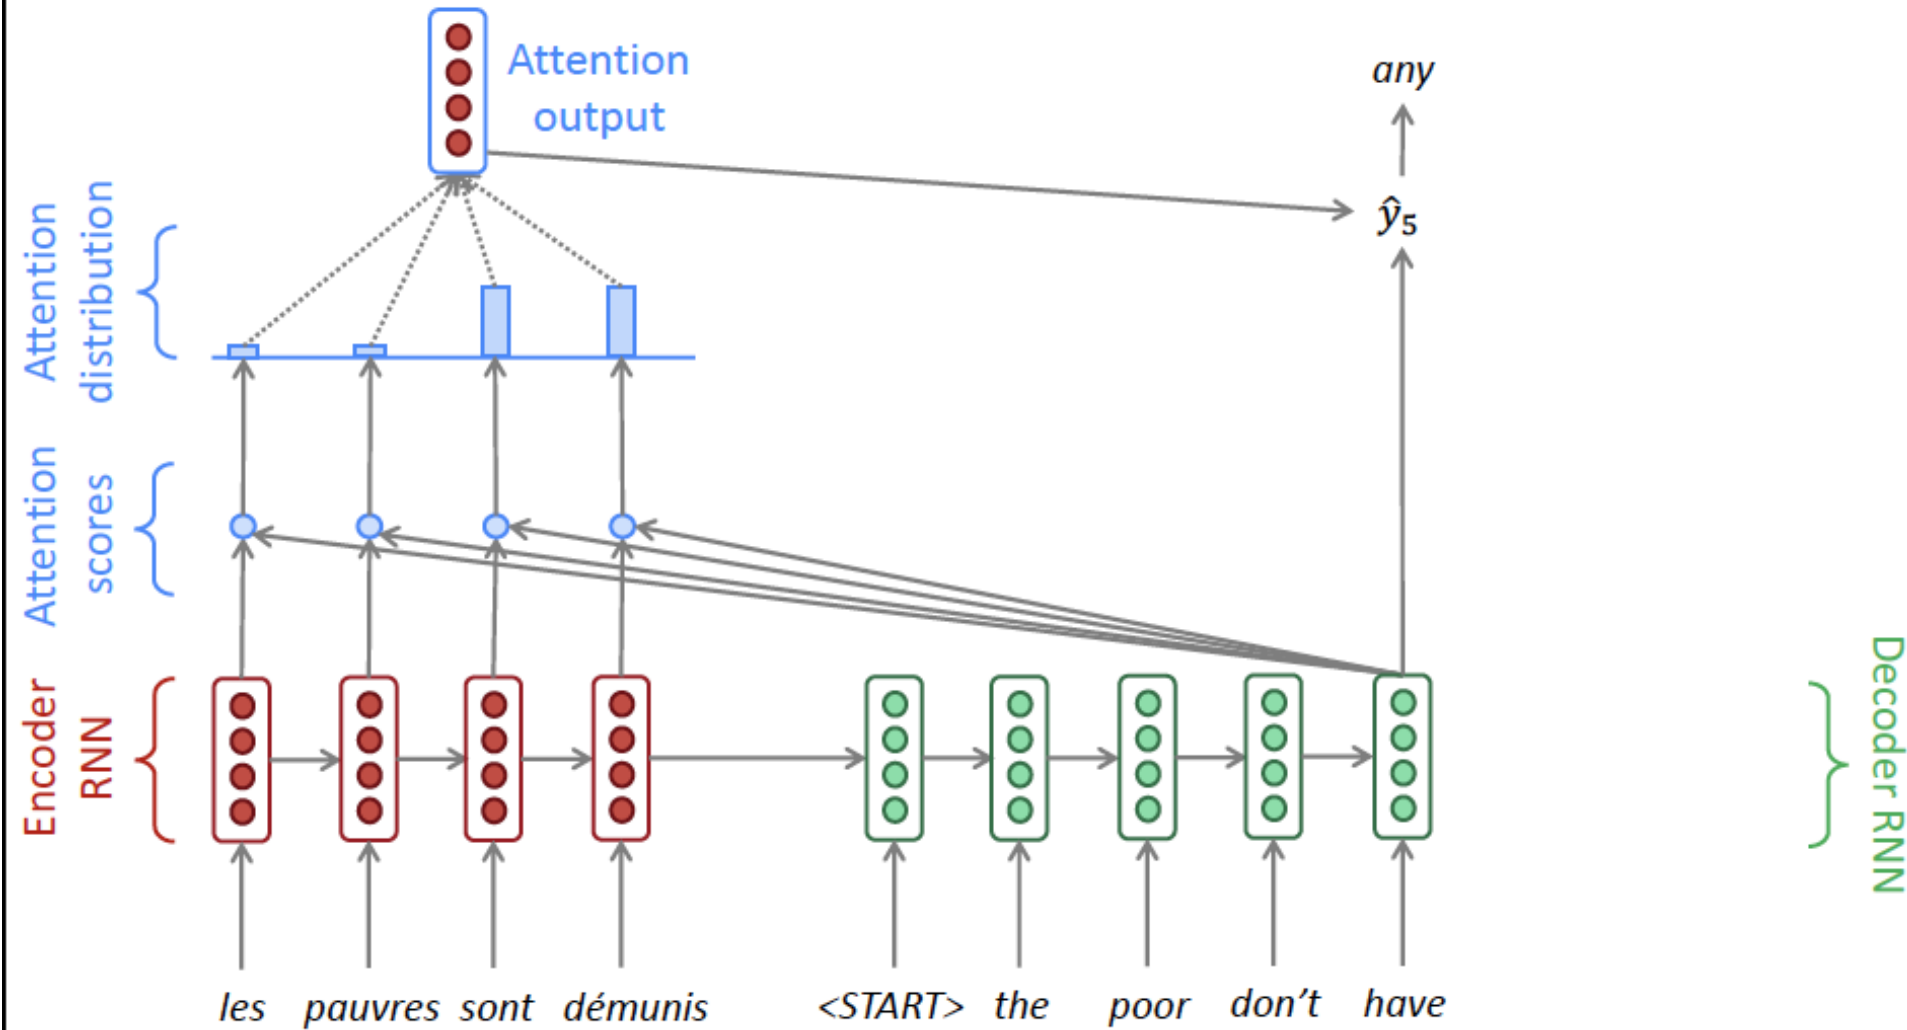 Attention
output
any
ŷ₅
Attention
distribution
Attention
scores
Encoder
RNN
Decoder RNN
les pauvres sont démunis <START> the poor don't have